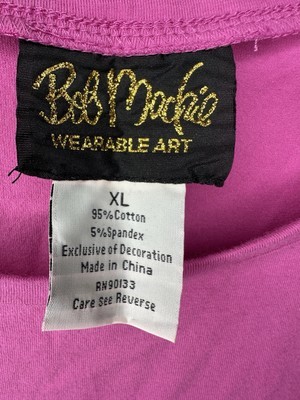 Bob Mackie
WEARABLE ART
XL
95% Cotton
5% Spandex
Exclusive of Decoration
Made in China
RN90133
Care See Reverse